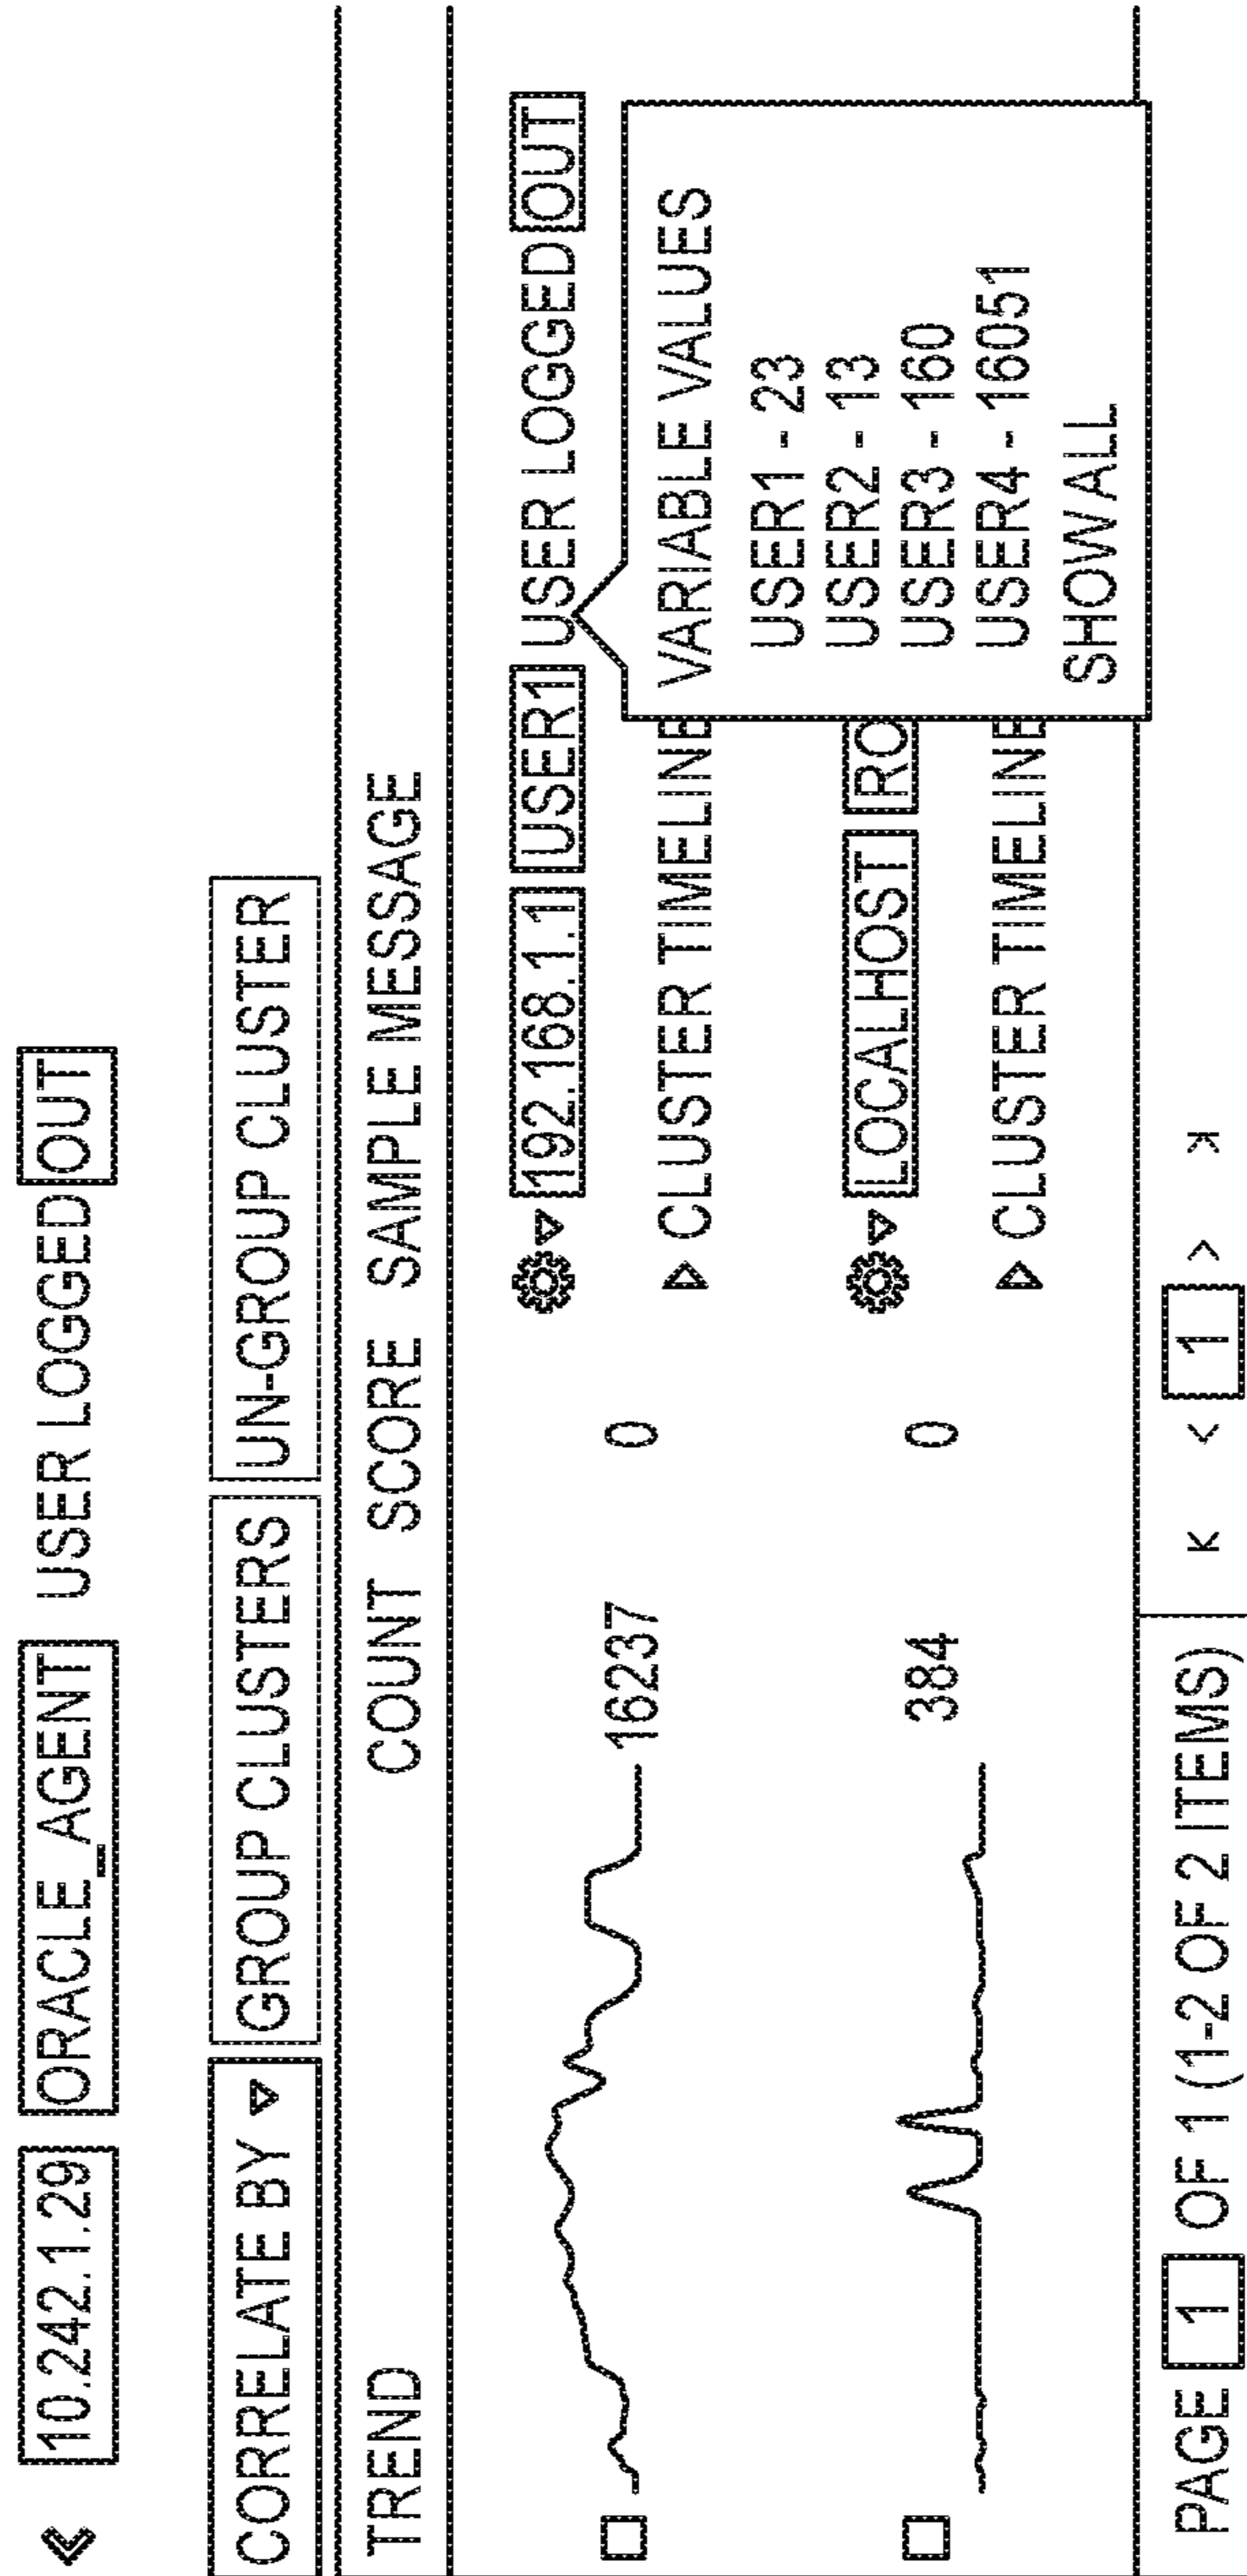 10.242.1.29 ORACLE_AGENT USER LOGGED OUT
CORRELATE BY GROUP CLUSTERS UN-GROUP CLUSTER
TREND COUNT SCORE SAMPLE MESSAGE
16237 0 192.168.1.1 USER1 USER LOGGED OUT
CLUSTER TIMELINE
VARIABLE VALUES
USER1 - 23
USER2 - 13
USER3 - 160
USER4 - 16051
SHOW ALL
384 0 LOCALHOST RO
CLUSTER TIMELINE
PAGE 1 OF 1 (1-2 OF 2 ITEMS) K < 1 > X